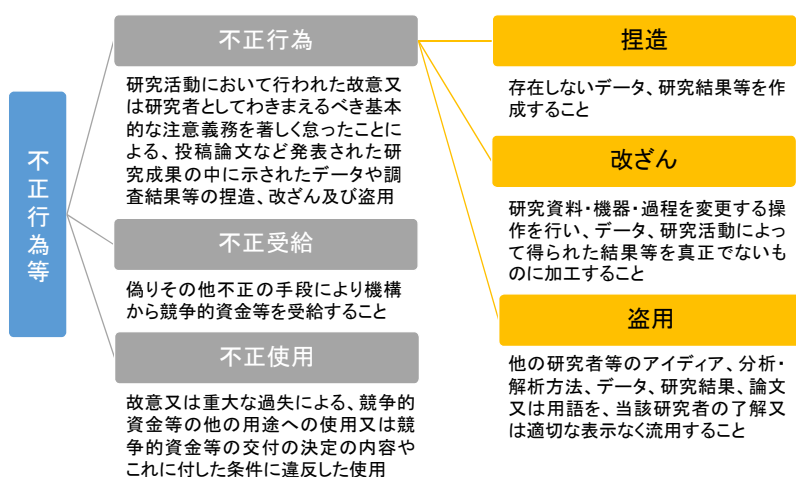 不正行為等
不正行為
研究活動において行われた故意又
は研究者としてわきまえるべき基本
的な注意義務を著しく怠ったことに
よる、投稿論文など発表された研
究成果の中に示されたデータや調
査結果等の捏造、改ざん及び盗用
不正受給
偽りその他不正の手段により機構
から競争的資金等を受給すること
不正使用
故意又は重大な過失による、競争的
資金等の他の用途への使用又は競
争的資金等の交付の決定の内容や
これに付した条件に違反した使用
捏造
存在しないデータ、研究結果等を作
成すること
改ざん
研究資料・機器・過程を変更する操
作を行い、データ、研究活動によっ
て得られた結果等を真正でないも
のに加工すること
盗用
他の研究者等のアイディア、分析・
解析方法、データ、研究結果、論文
又は用語を、当該研究者の了解又
は適切な表示なく流用すること